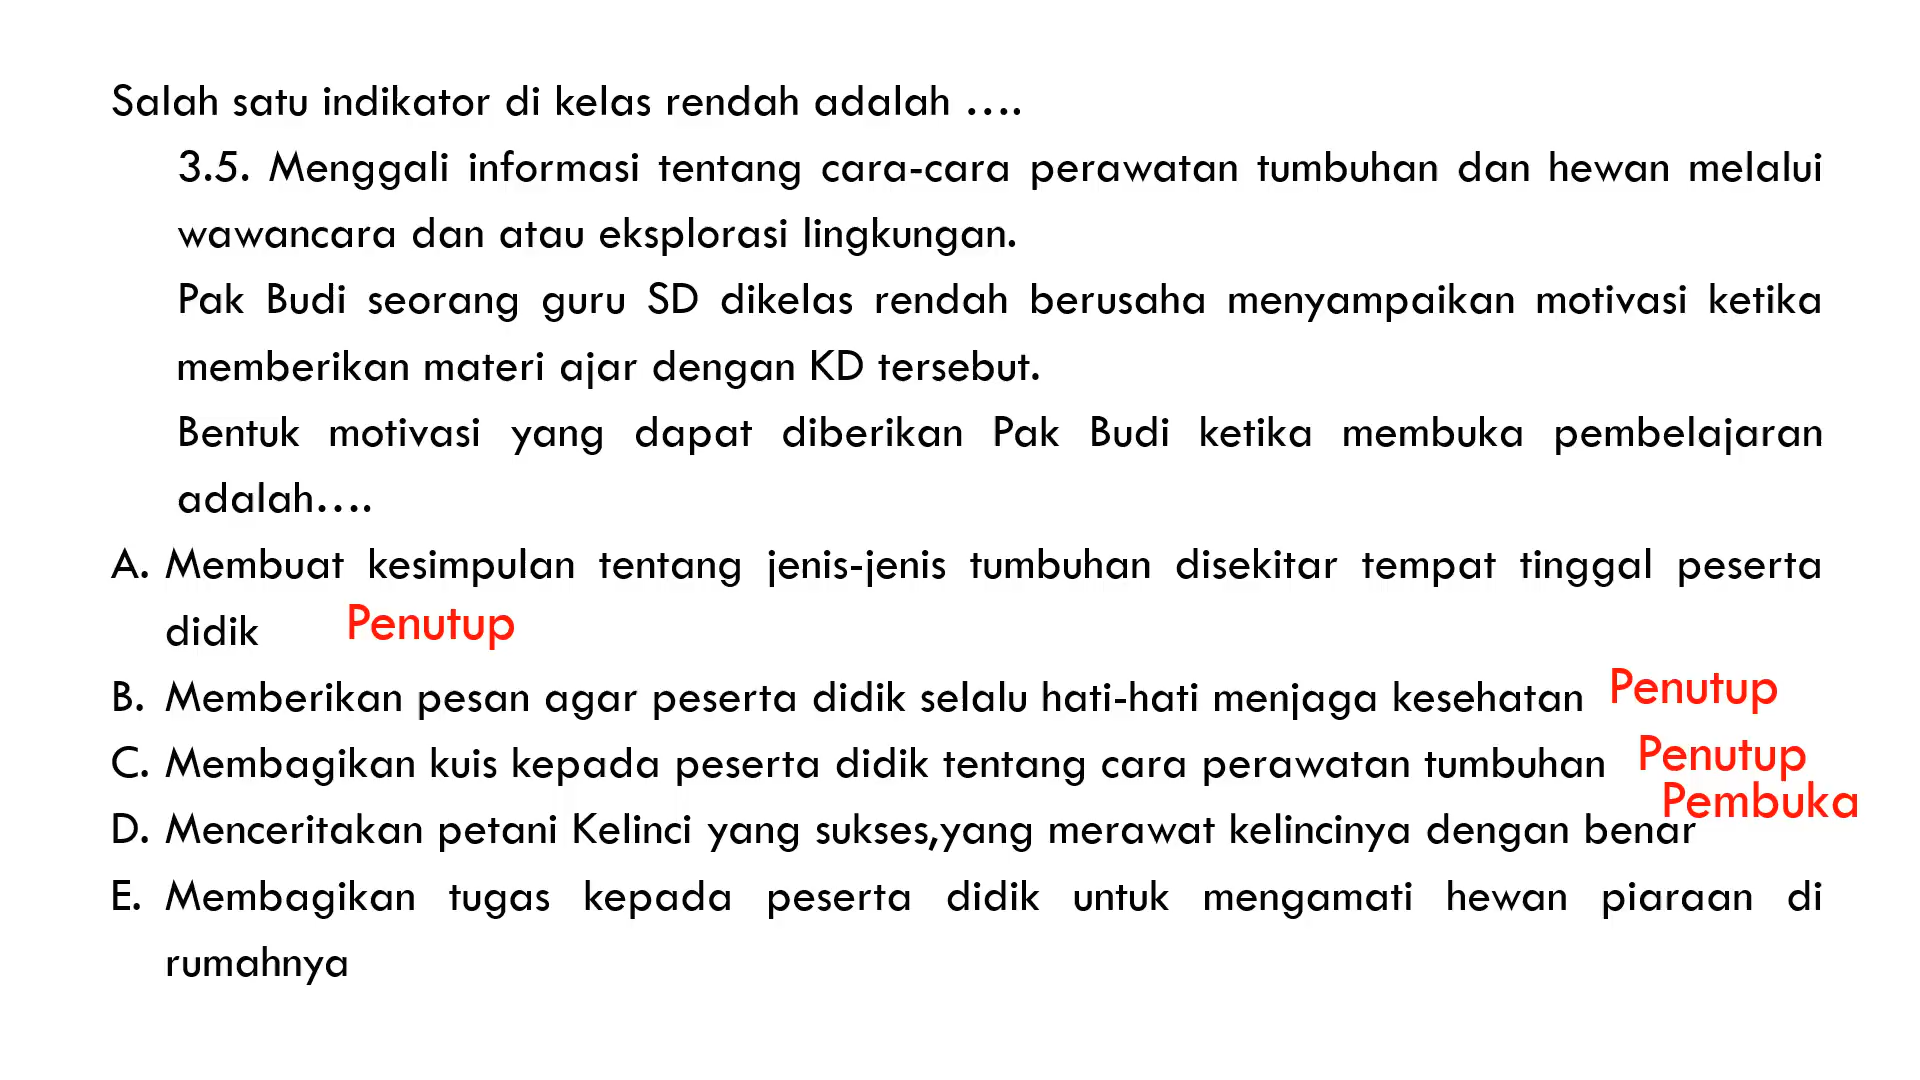 Salah satu indikator di kelas rendah adalah ....
3.5. Menggali informasi tentang cara-cara perawatan tumbuhan dan hewan melalui
wawancara dan atau eksplorasi lingkungan.
Pak Budi seorang guru SD dikelas rendah berusaha menyampaikan motivasi ketika
memberikan materi ajar dengan KD tersebut.
Bentuk motivasi yang dapat diberikan Pak Budi ketika membuka pembelajaran
adalah....
A. Membuat kesimpulan tentang jenis-jenis tumbuhan disekitar tempat tinggal peserta
didik Penutup
B. Memberikan pesan agar peserta didik selalu hati-hati menjaga kesehatan Penutup
C. Membagikan kuis kepada peserta didik tentang cara perawatan tumbuhan Penutup
Pembuka
D. Menceritakan petani Kelinci yang sukses,yang merawat kelincinya dengan benar
E. Membagikan tugas kepada peserta didik untuk mengamati hewan piaraan di
rumahnya